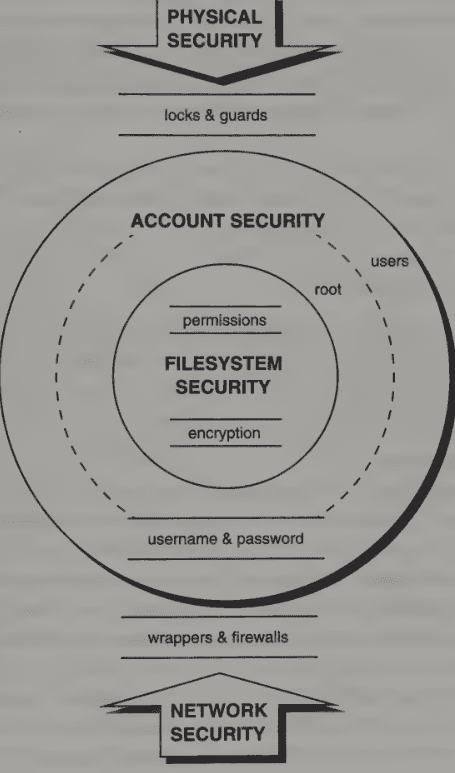 PHYSICAL
SECURITY
locks & guards
ACCOUNT SECURITY
users
root
permissions
FILESYSTEM
SECURITY
encryption
username & password
wrappers & firewalls
NETWORK
SECURITY